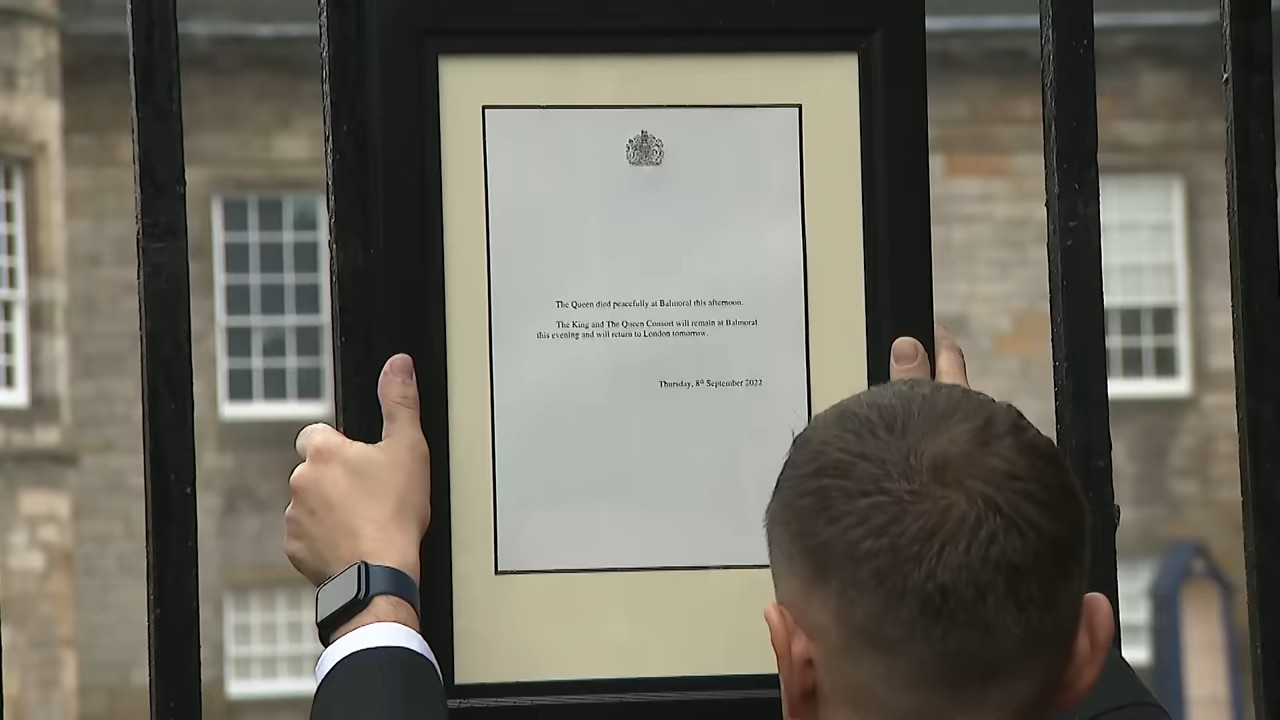 The Queen died peacefully at Balmoral this afternoon.
The King and The Queen Consort will remain at Balmoral
this evening and will return to London tomorrow.
Thursday, 8th September 2022